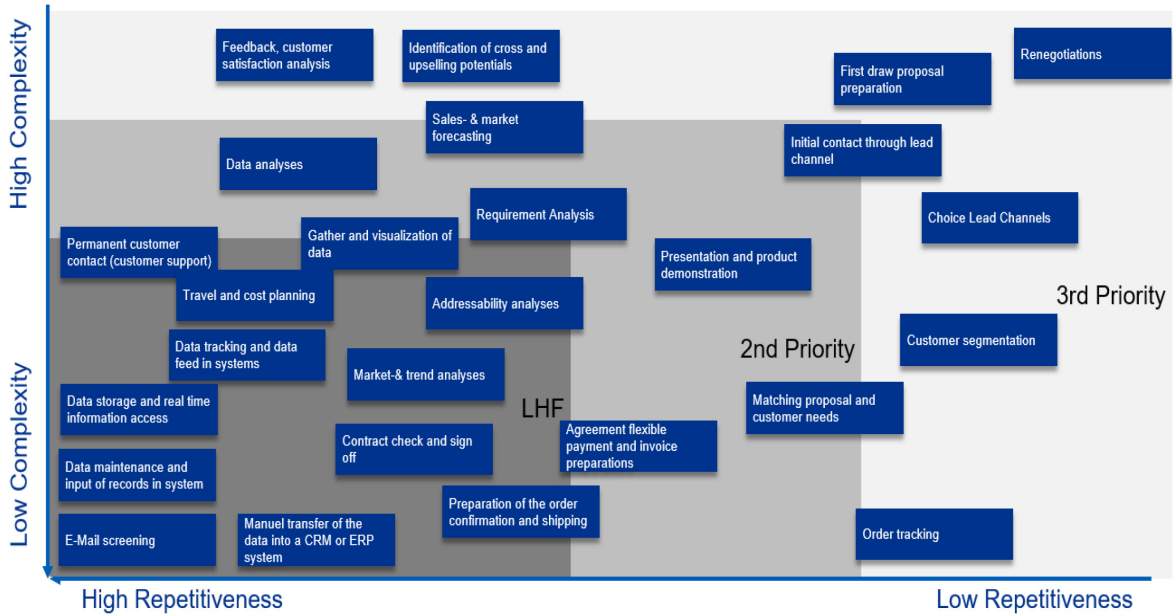 High Complexity
Low Complexity
Feedback, customer
satisfaction analysis
Identification of cross and
upselling potentials
Renegotiations
First draw proposal
preparation
Sales- & market
forecasting
Initial contact through lead
channel
Data analyses
Requirement Analysis
Choice Lead Channels
Permanent customer
contact (customer support)
Gather and visualization of
data
Presentation and product
demonstration
Travel and cost planning
Addressability analyses
3rd Priority
Data tracking and data
feed in systems
Customer segmentation
2nd Priority
Market-& trend analyses
Data storage and real time
information access
LHF
Matching proposal and
customer needs
Contract check and sign
off
Agreement flexible
payment and invoice
preparations
Data maintenance and
input of records in system
Preparation of the order
confirmation and shipping
E-Mail screening
Manuel transfer of the
data into a CRM or ERP
system
Order tracking
High Repetitiveness
Low Repetitiveness